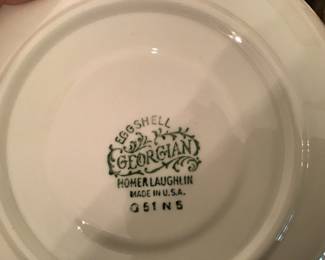 EGGSHELL
GEORGIAN
HOMER LAUGHLIN
MADE IN U.S.A.
G 51 N 5